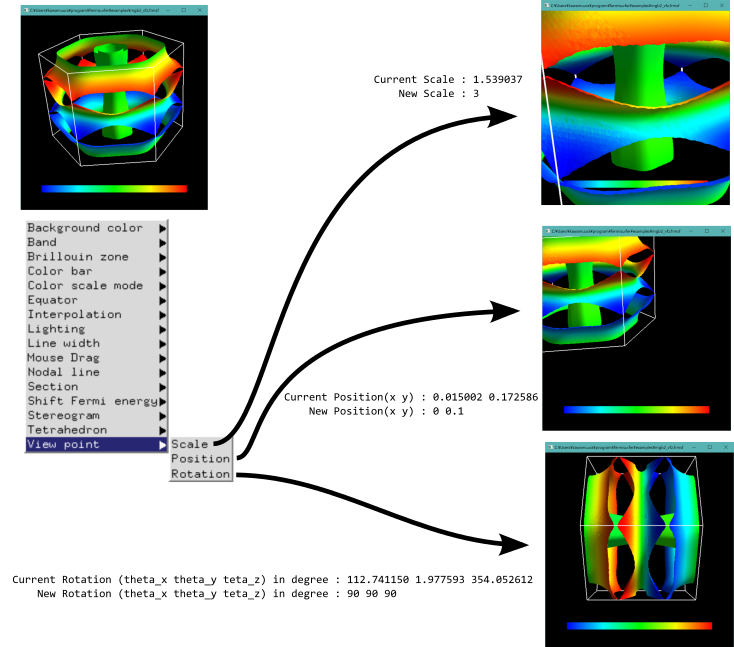 Current Scale : 1.539037
New Scale : 3
Background color
Band
Brillouin zone
Color bar
Color scale mode
Equator
Interpolation
Lighting
Line width
Mouse Drag
Nodal line
Section
Shift Fermi energy
Stereogram
Tetrahedron
View point
Scale
Position
Rotation
Current Position(x y) : 0.015002 0.172586
New Position(x y) : 0 0.1
Current Rotation (theta_x theta_y teta_z) in degree : 112.741150 1.977593 354.052612
New Rotation (theta_x theta_y teta_z) in degree : 90 90 90